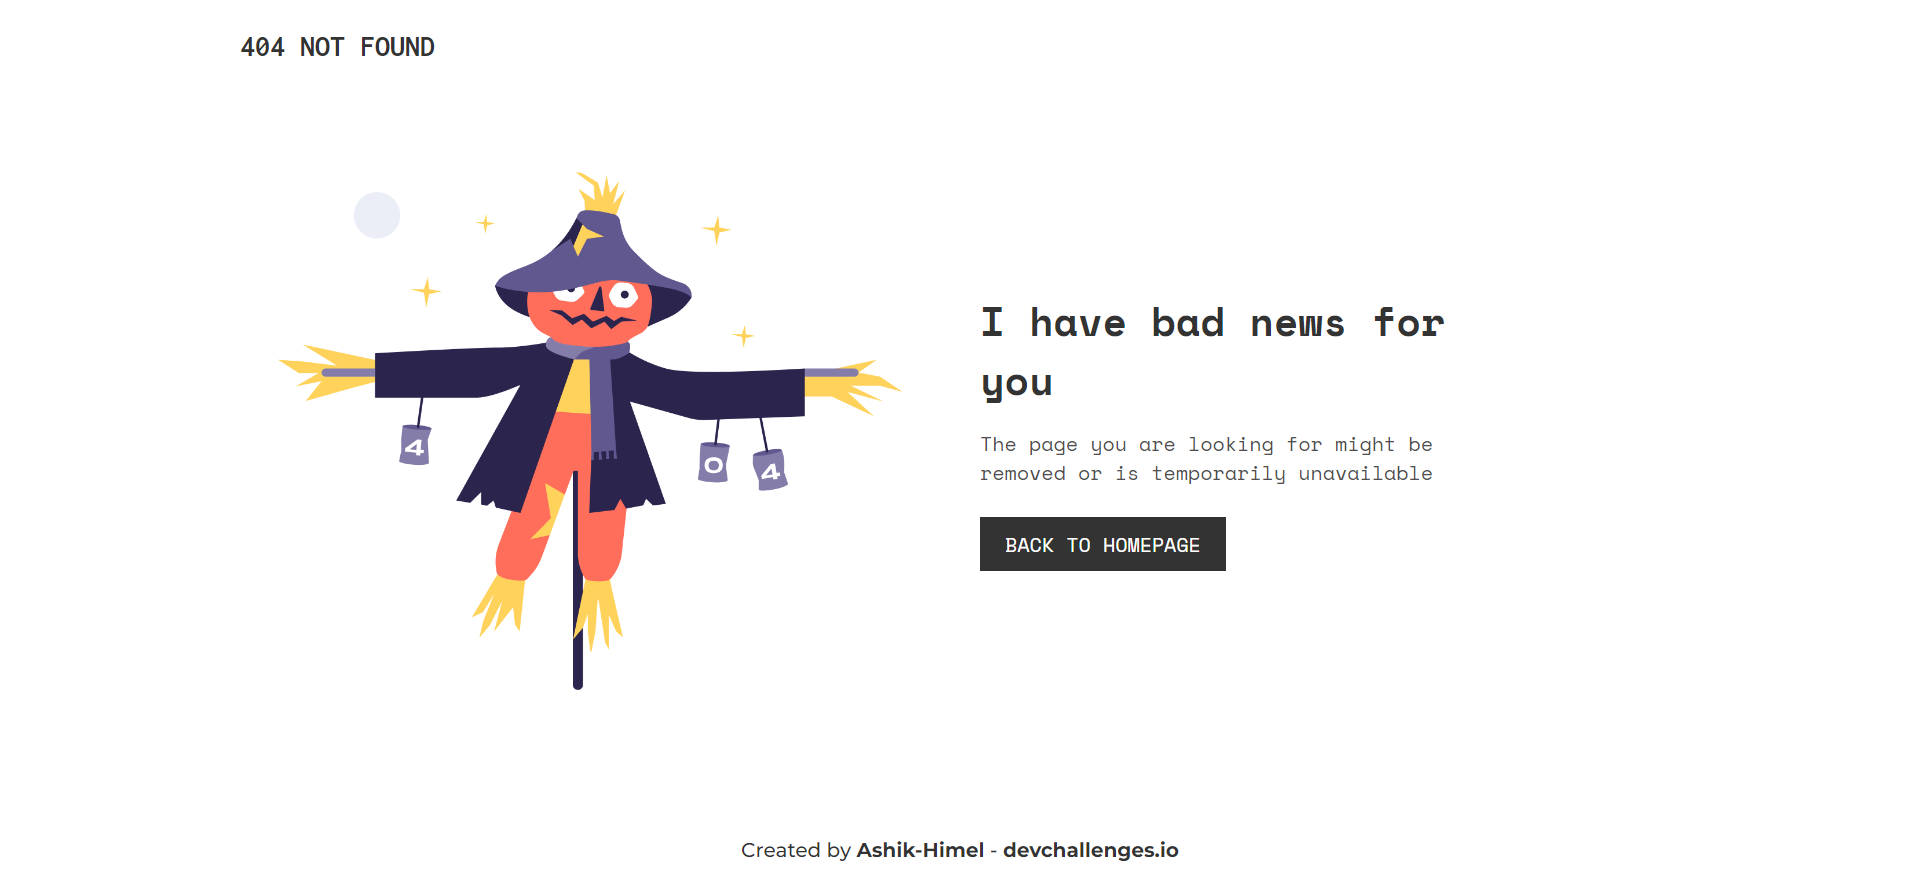 404 NOT FOUND
4
0
4
I have bad news for
you
The page you are looking for might be
removed or is temporarily unavailable
BACK TO HOMEPAGE
Created by Ashik-Himel - devchallenges.io